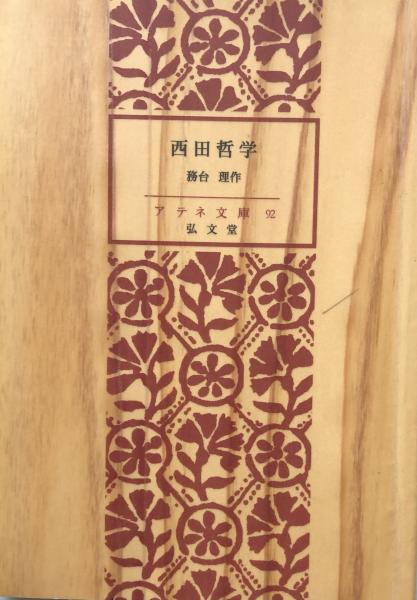 西田哲学
務台 理作
アテネ文庫 92
弘文堂